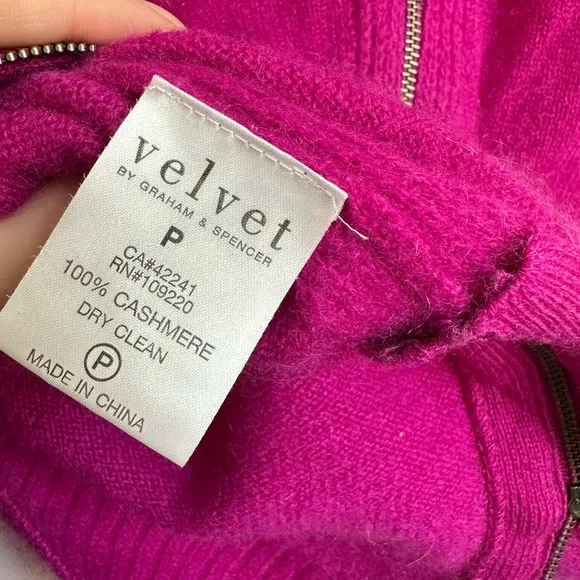 velvet
BY GRAHAM & SPENCER
P
CA#42241
RN#109220
100% CASHMERE
DRY CLEAN
P
MADE IN CHINA